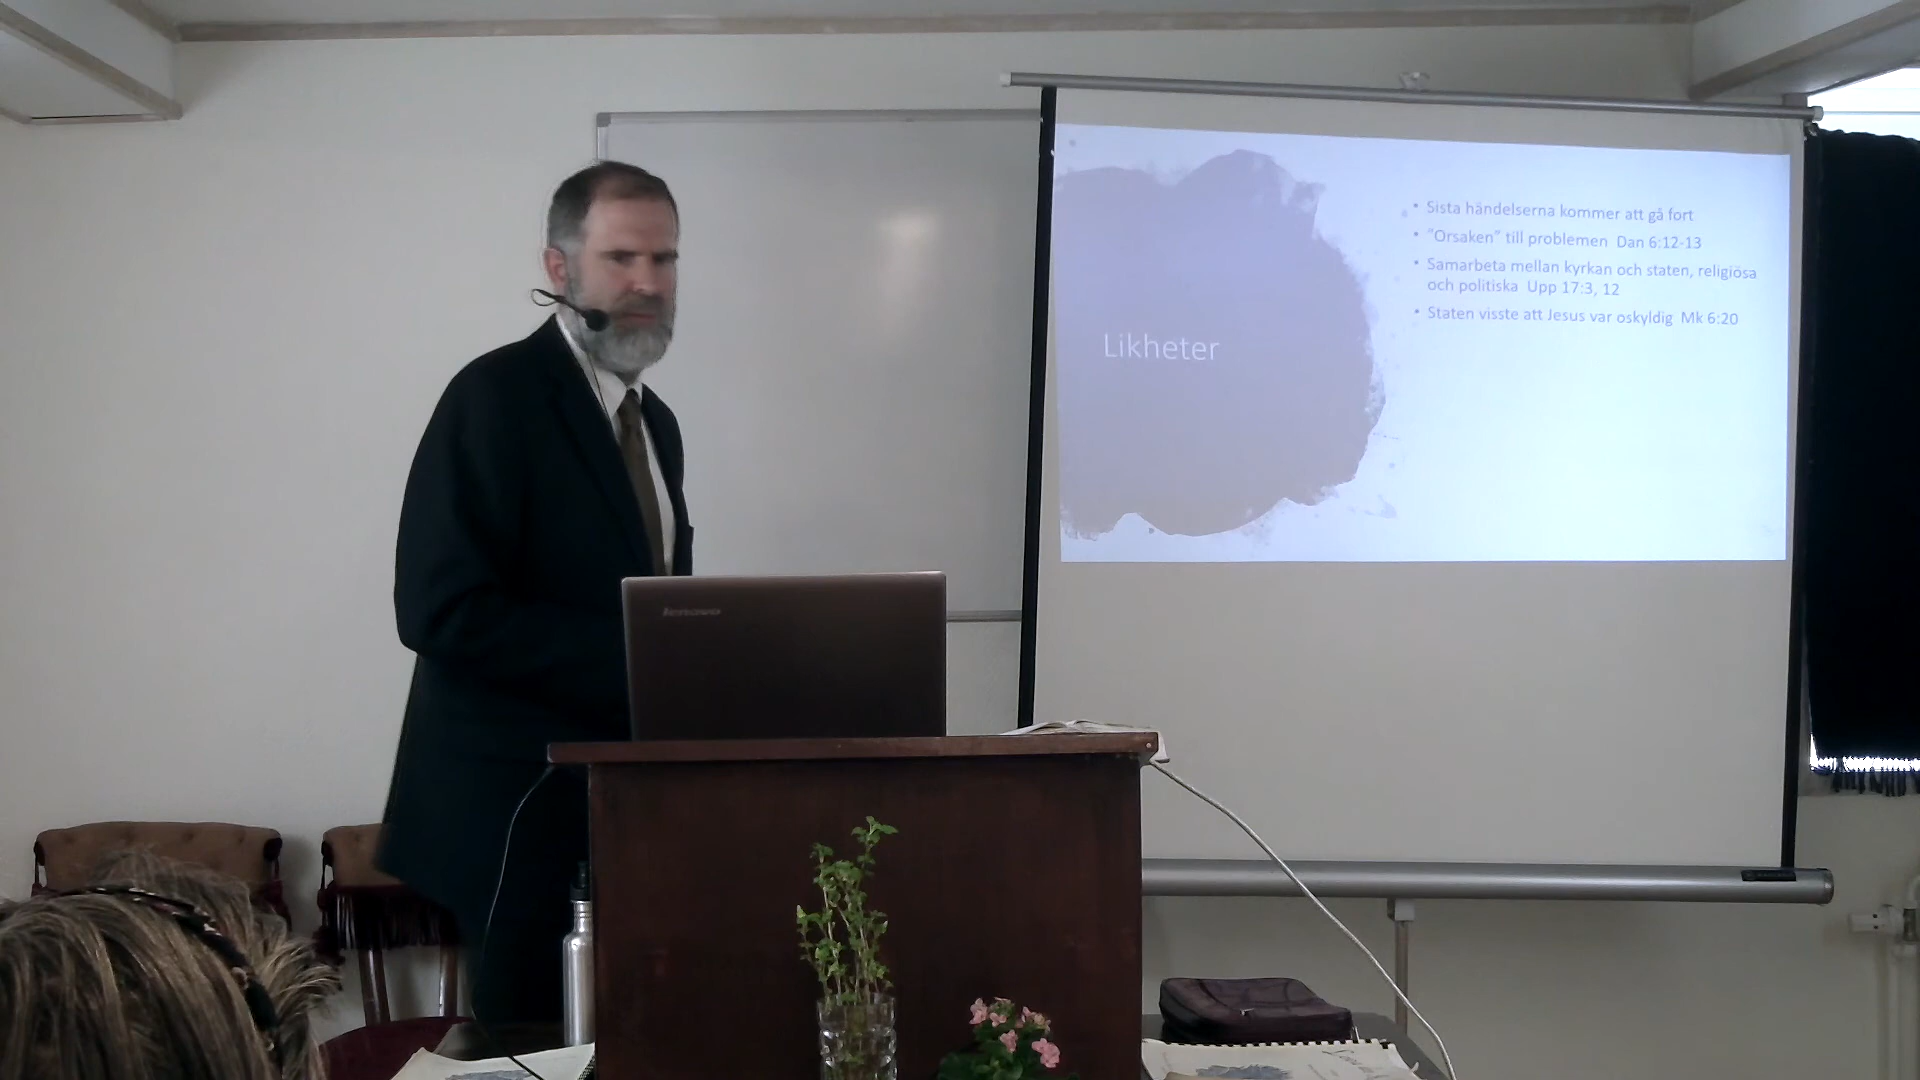 Sista händelserna kommer att gå fort
"Orsaken" till problemen Dan 6:12-13
Samarbeta mellan kyrkan och staten, religiösa
och politiska Upp 17:3, 12
Staten visste att Jesus var oskyldig Mk 6:20
Likheter
lenovo